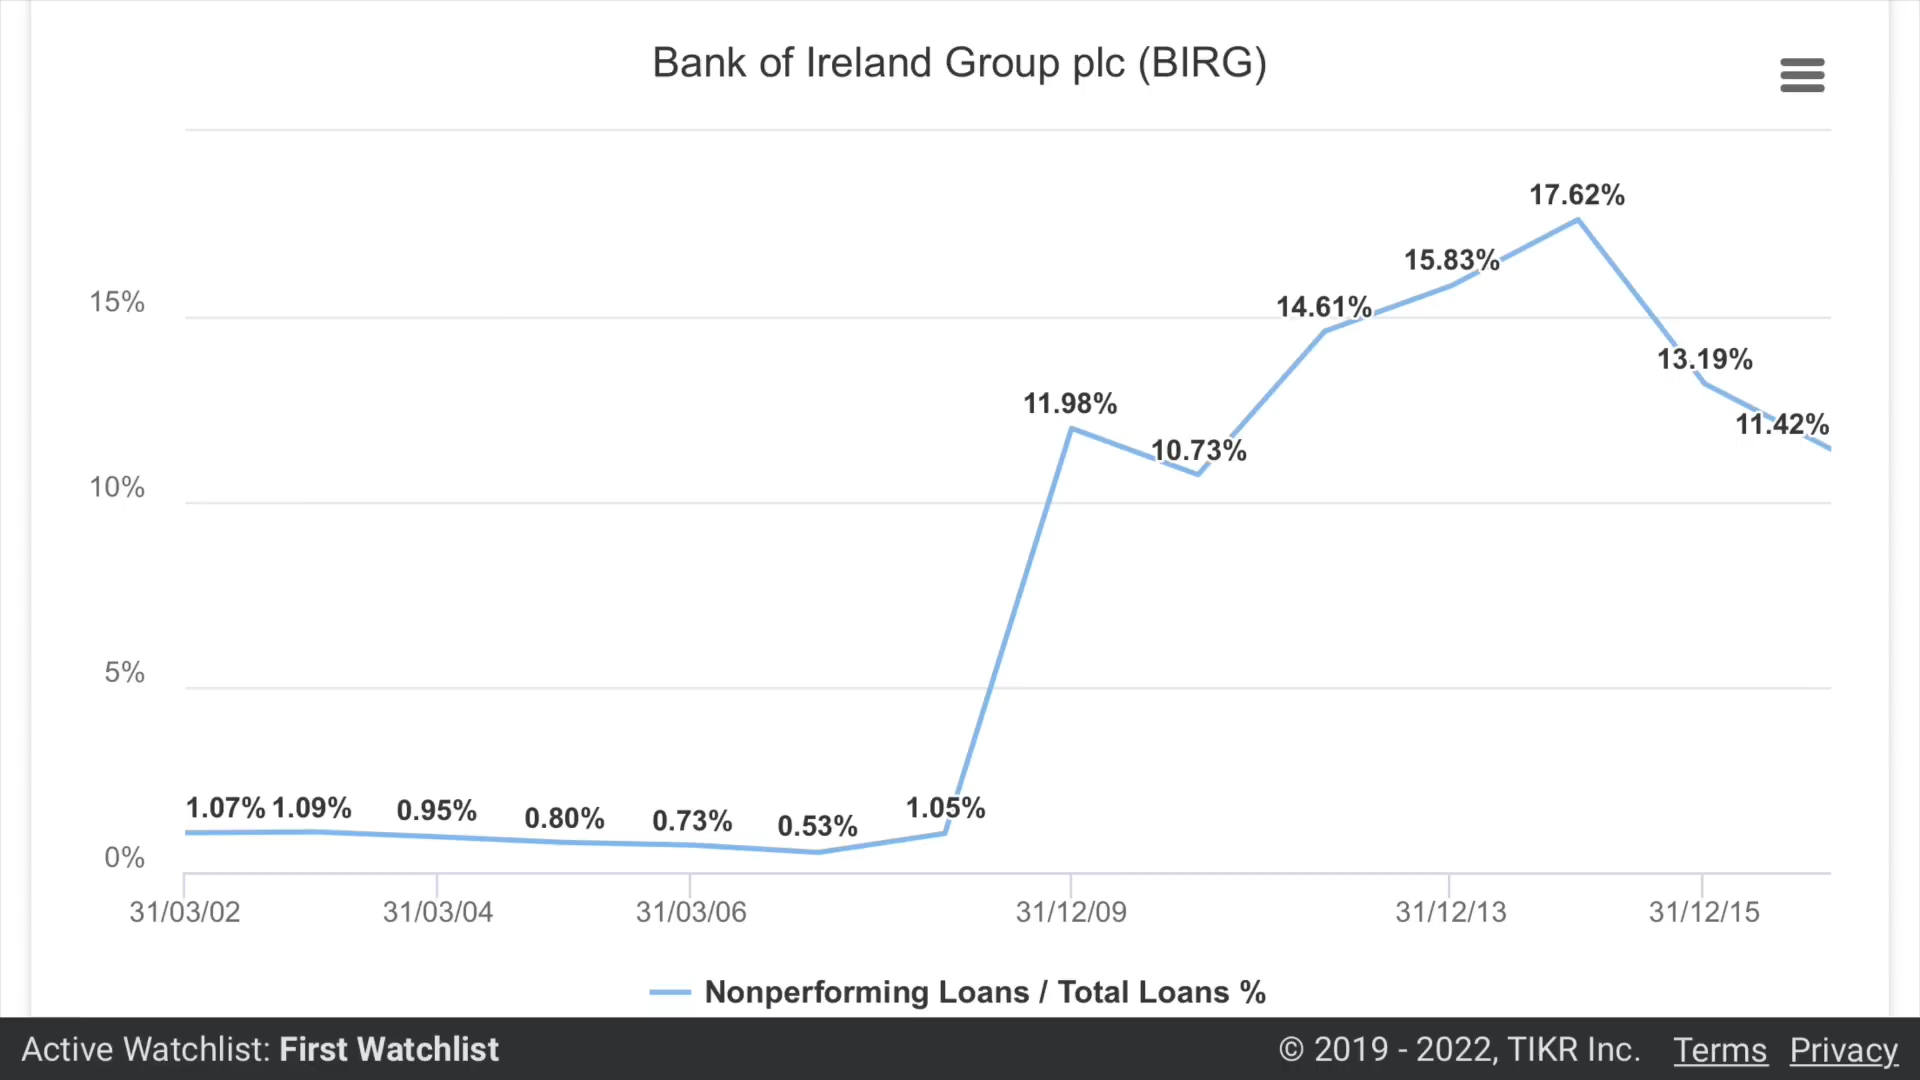 Bank of Ireland Group plc (BIRG)
17.62%
15.83%
15%
14.61%
13.19%
11.98%
11.42%
10.73%
10%
5%
1.07% 1.09% 0.95% 0.80% 0.73% 0.53% 1.05%
0%
31/03/02 31/03/04 31/03/06 31/12/09 31/12/13 31/12/15
Nonperforming Loans / Total Loans %
Active Watchlist: First Watchlist © 2019 - 2022, TIKR Inc. Terms Privacy